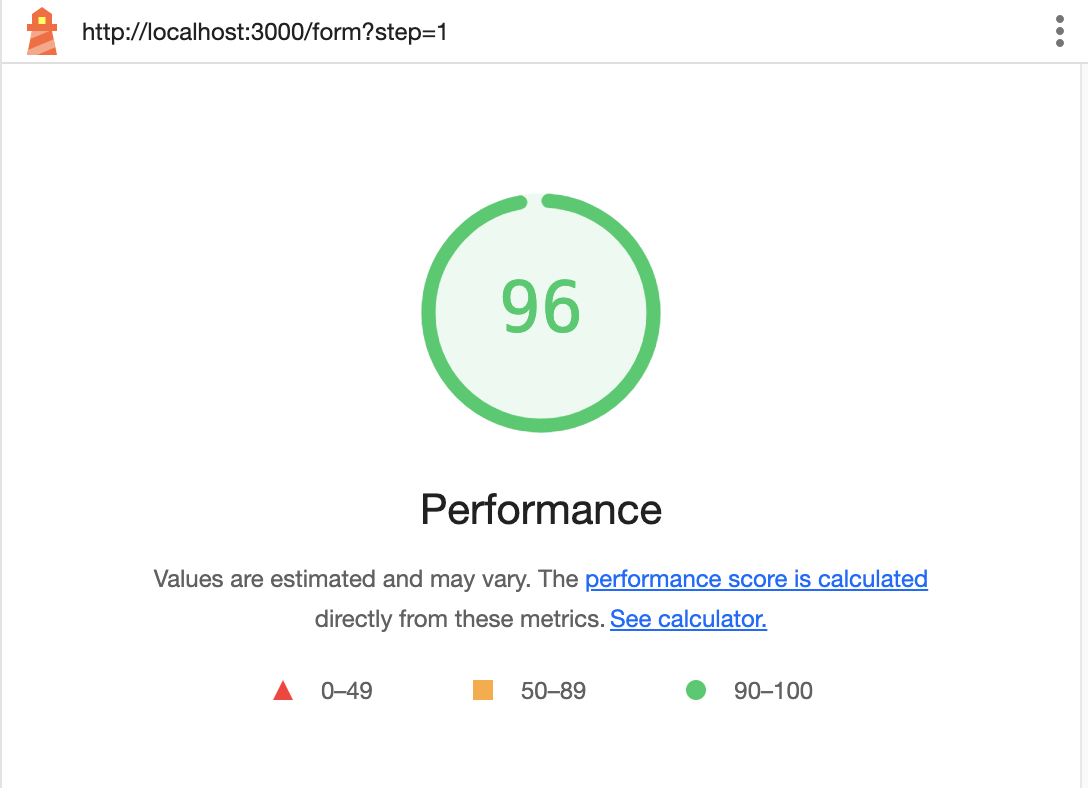 http://localhost:3000/form?step=1
96
Performance
Values are estimated and may vary. The performance score is calculated
directly from these metrics. See calculator.
0–49 50–89 90–100